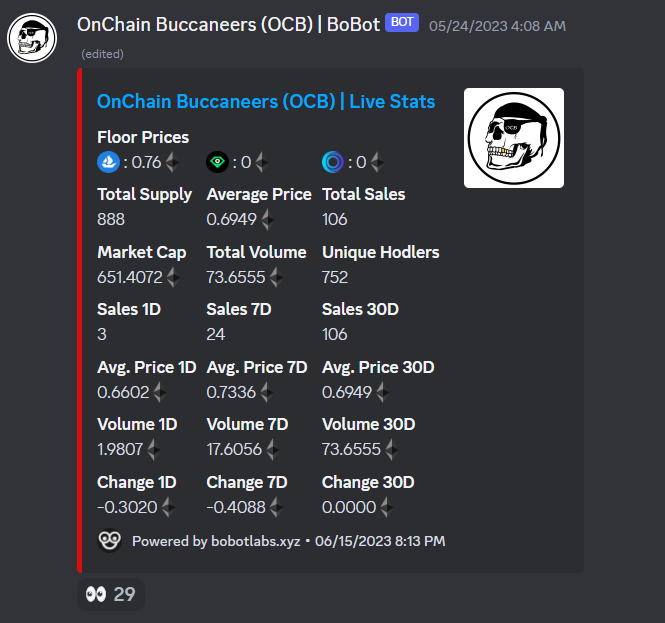 OnChain Buccaneers (OCB) | BoBot BOT 05/24/2023 4:08 AM
(edited)
OnChain Buccaneers (OCB) | Live Stats
OCB
Floor Prices
: 0.76 : 0 : 0
Total Supply Average Price Total Sales
888 0.6949 106
Market Cap Total Volume Unique Hodlers
651.4072 73.6555 752
Sales 1D Sales 7D Sales 30D
3 24 106
Avg. Price 1D Avg. Price 7D Avg. Price 30D
0.6602 0.7336 0.6949
Volume 1D Volume 7D Volume 30D
1.9807 17.6056 73.6555
Change 1D Change 7D Change 30D
-0.3020 -0.4088 0.0000
Powered by bobotlabs.xyz • 06/15/2023 8:13 PM
29